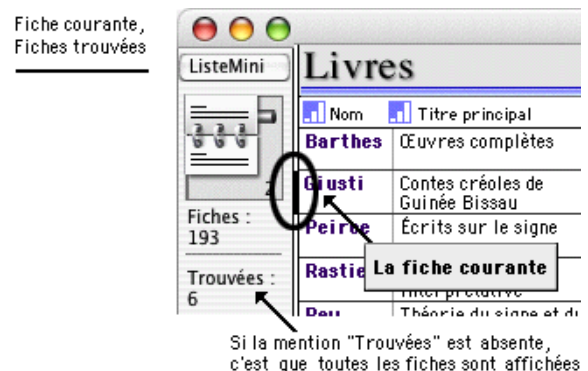 Fiche courante,
Fiches trouvées
ListeMini
Livres
Nom Titre principal
Barthes Œuvres complètes
2
Giusti Contes créoles de
Guinée Bissau
Fiches :
193
Peirce Écrits sur le signe
La fiche courante
Rastie
Trouvées :
6
Théorie du signe et du
Si la mention "Trouvées" est absente,
c'est que toutes les fiches sont affichées